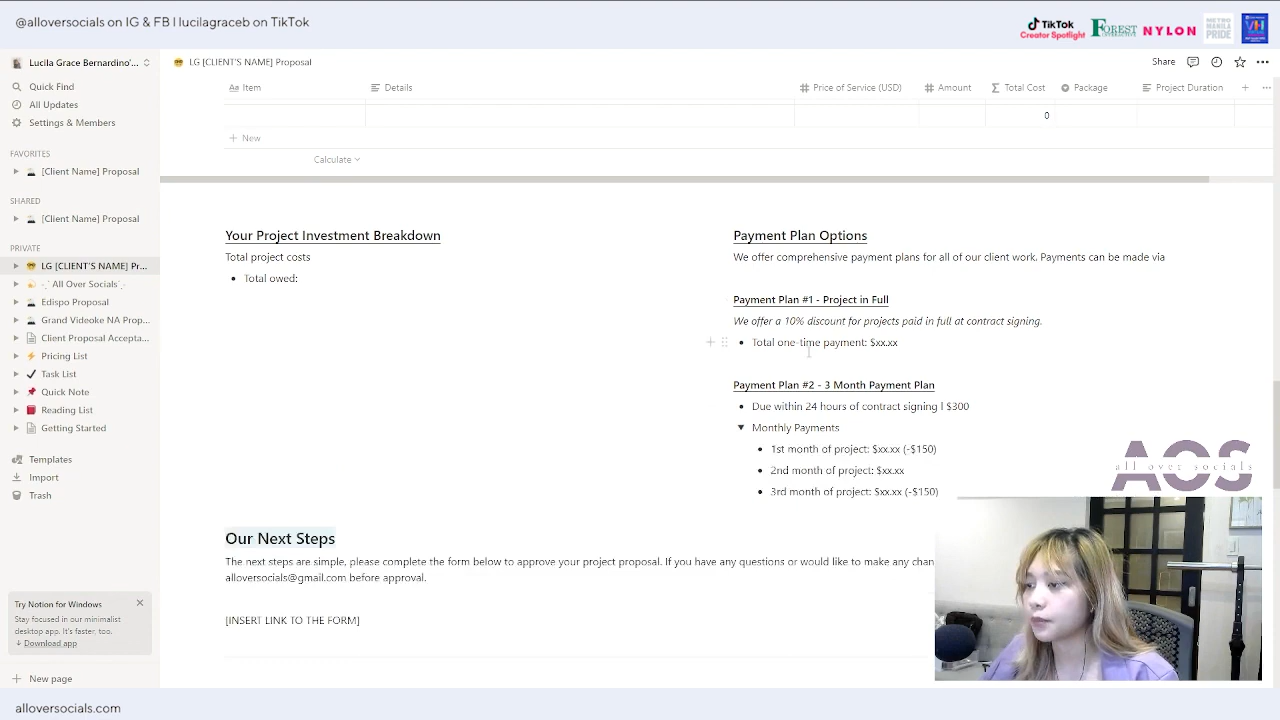 @alloversocials on IG & FB l lucilagraceb on TikTok
TikTok
Creator Spotlight
FOREST
NYLON
METRO
MANILA
PRIDE
VH
Lucila Grace Bernardino'...
LG [CLIENT'S NAME] Proposal
Share
Quick Find
All Updates
Settings & Members
FAVORITES
[Client Name] Proposal
SHARED
[Client Name] Proposal
PRIVATE
LG [CLIENT'S NAME] Pr...
All Over Socials
Edispo Proposal
Grand Videoke NA Prop...
Client Proposal Accepta...
Pricing List
Task List
Quick Note
Reading List
Getting Started
Templates
Import
Trash
Try Notion for Windows
Stay focused in our minimalist
desktop app. It's faster, too.
↓ Download app
New page
Aa Item
Details
# Price of Service (USD)
# Amount
Σ Total Cost
Package
Project Duration
0
+ New
Calculate
Your Project Investment Breakdown
Total project costs
• Total owed:
Payment Plan Options
We offer comprehensive payment plans for all of our client work. Payments can be made via
Payment Plan #1 - Project in Full
We offer a 10% discount for projects paid in full at contract signing.
• Total one-time payment: $xx.xx
Payment Plan #2 - 3 Month Payment Plan
• Due within 24 hours of contract signing l $300
Monthly Payments
• 1st month of project: $xx.xx (-$150)
• 2nd month of project: $xx.xx
• 3rd month of project: $xx.xx (-$150)
AOS
all over socials
Our Next Steps
The next steps are simple, please complete the form below to approve your project proposal. If you have any questions or would like to make any chan
alloversocials@gmail.com before approval.
[INSERT LINK TO THE FORM]
alloversocials.com